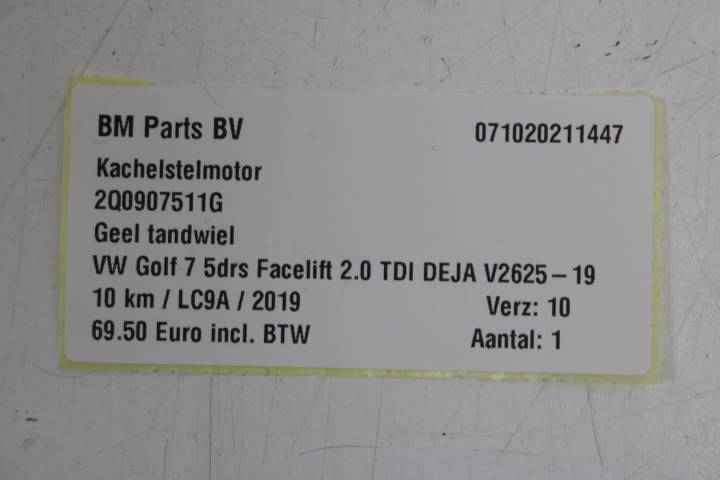 BM Parts BV 071020211447
Kachelstelmotor
2Q0907511G
Geel tandwiel
VW Golf 7 5drs Facelift 2.0 TDI DEJA V2625-19
10 km / LC9A / 2019 Verz: 10
69.50 Euro incl. BTW Aantal: 1